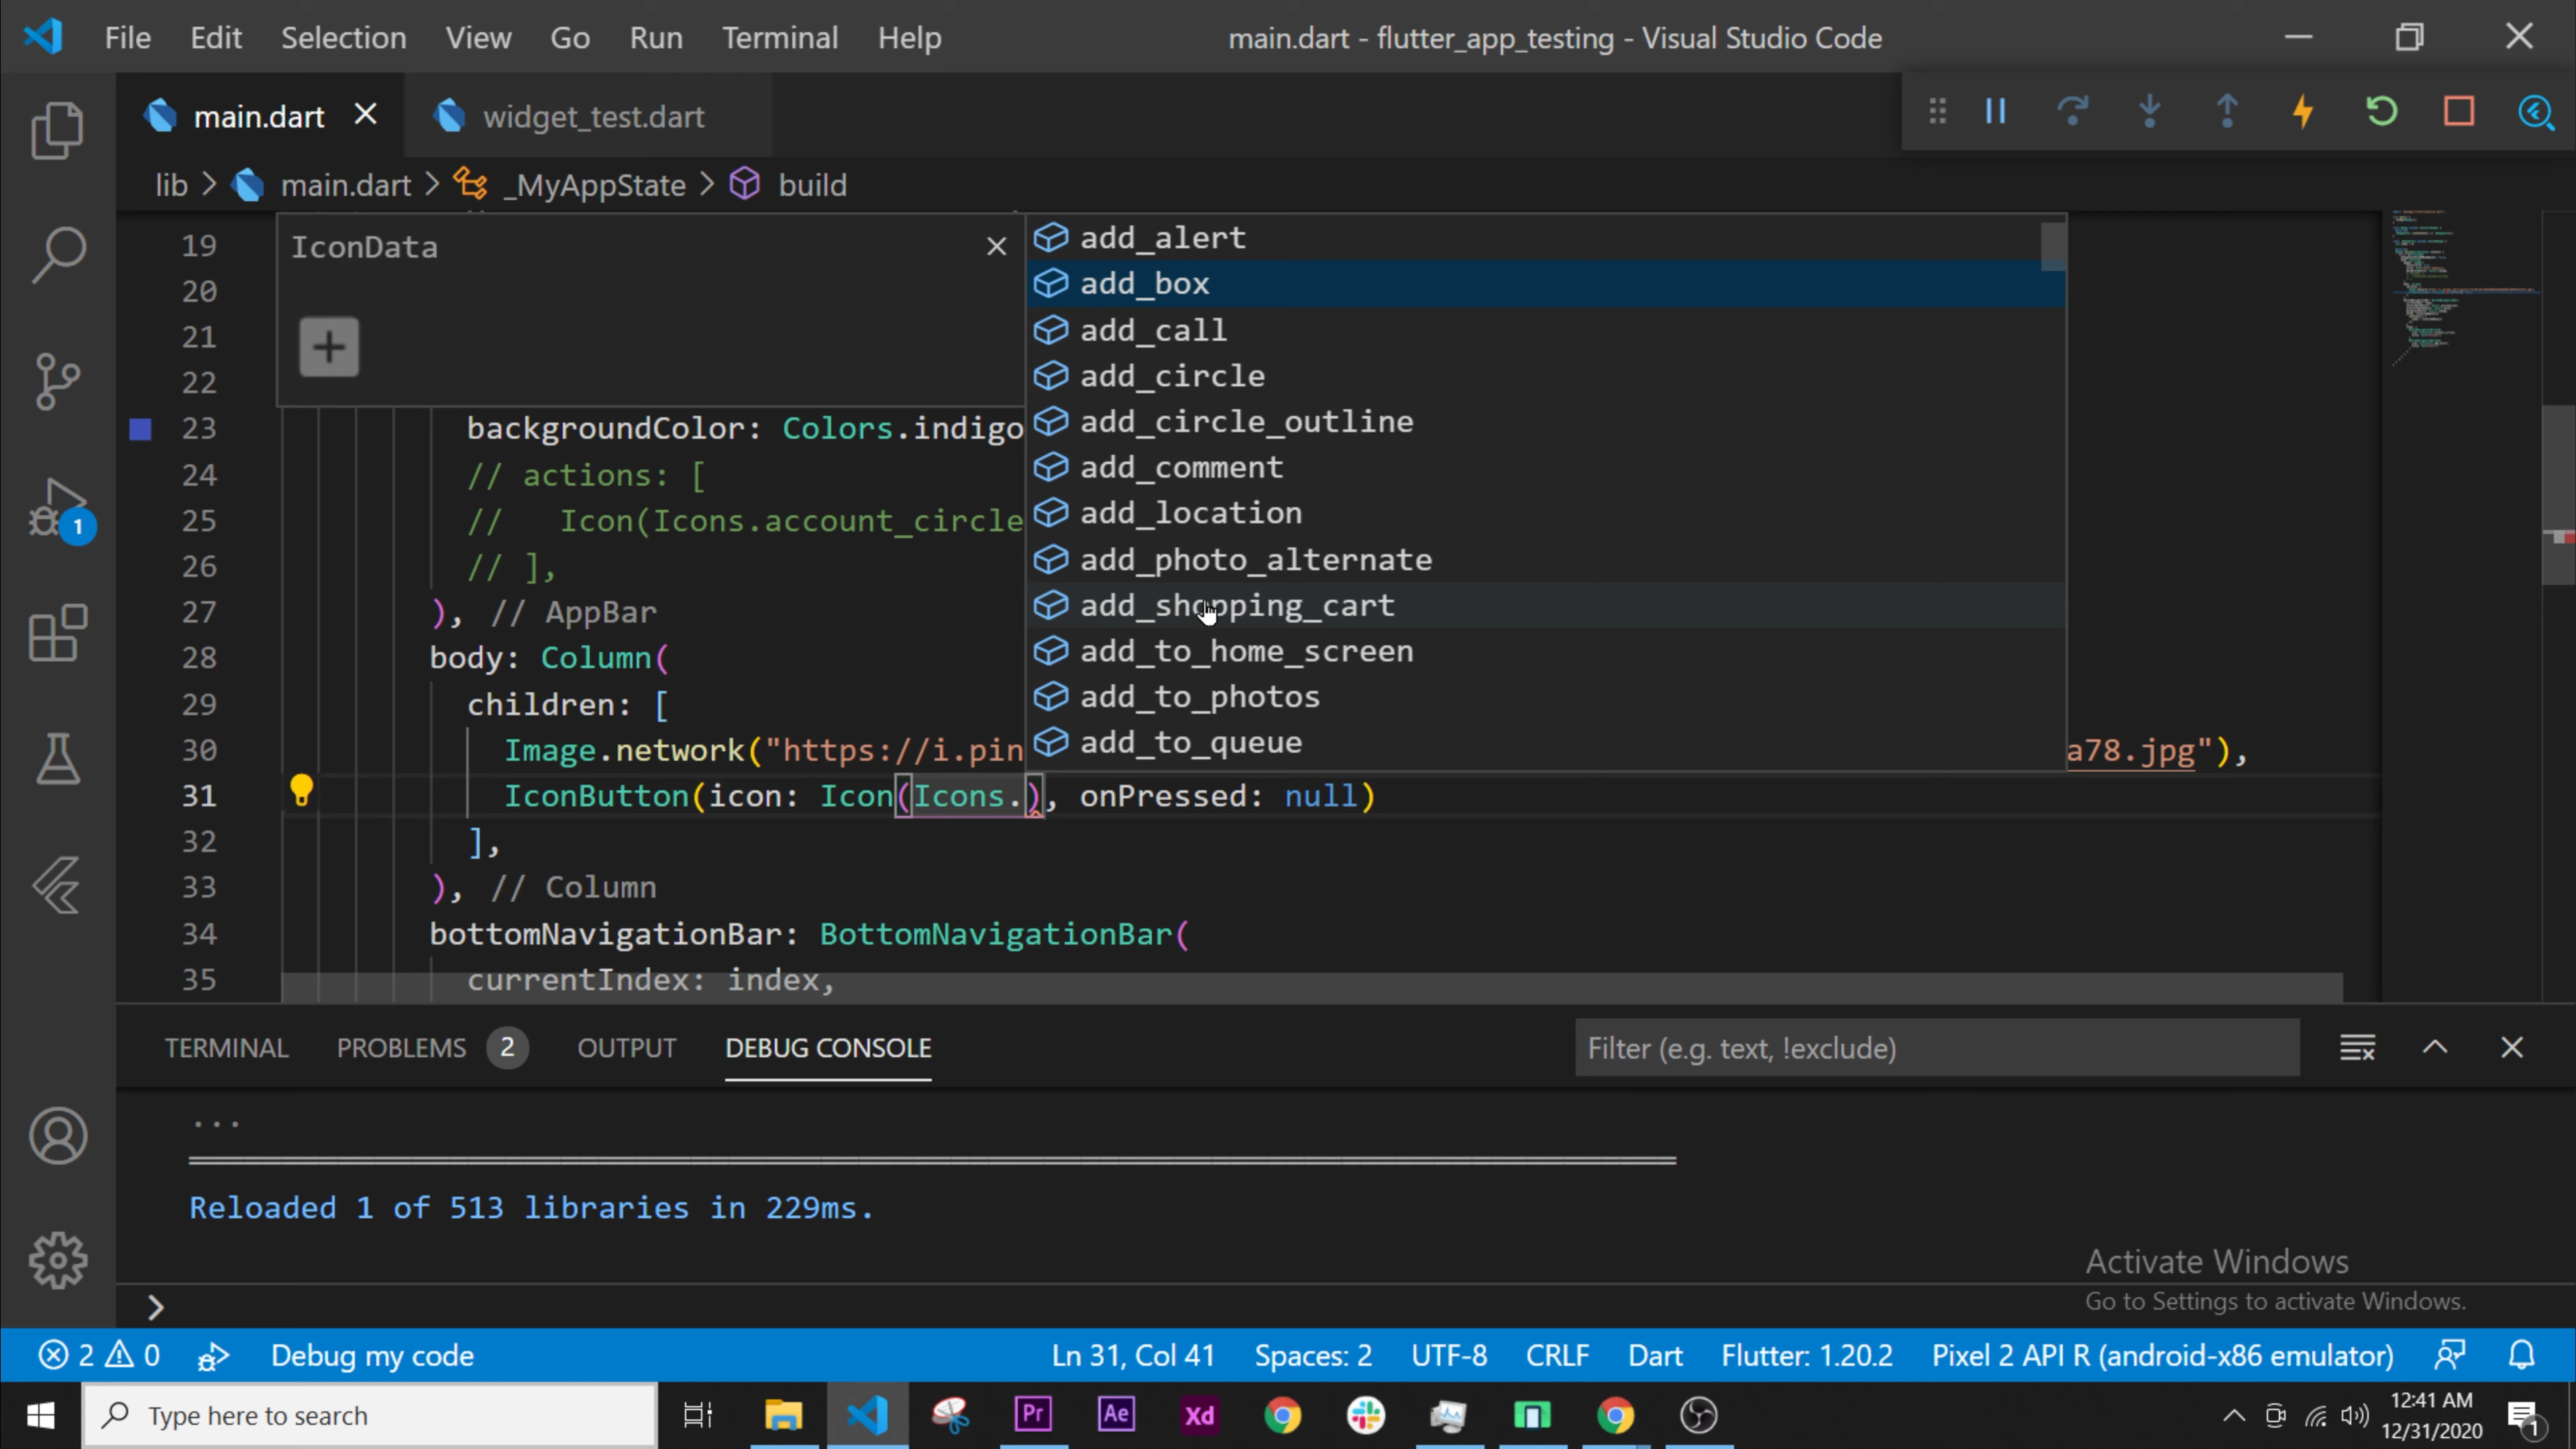 File Edit Selection View Go Run Terminal Help main.dart - flutter_app_testing - Visual Studio Code
main.dart widget_test.dart
lib > main.dart > _MyAppState > build
IconData
add_alert
add_box
add_call
add_circle
add_circle_outline
add_comment
add_location
add_photo_alternate
add_shopping_cart
add_to_home_screen
add_to_photos
add_to_queue
19
20
21
22
23 backgroundColor: Colors.indigo
24 // actions: [
25 //   Icon(Icons.account_circle
26 // ],
27 ), // AppBar
28 body: Column(
29 children: [
30 Image.network("https://i.pin a78.jpg"),
31 IconButton(icon: Icon(Icons.), onPressed: null)
32 ],
33 ), // Column
34 bottomNavigationBar: BottomNavigationBar(
35 currentIndex: index,
1
TERMINAL PROBLEMS 2 OUTPUT DEBUG CONSOLE Filter (e.g. text, !exclude)
...
Reloaded 1 of 513 libraries in 229ms.
Activate Windows
Go to Settings to activate Windows.
2 0 Debug my code Ln 31, Col 41 Spaces: 2 UTF-8 CRLF Dart Flutter: 1.20.2 Pixel 2 API R (android-x86 emulator)
Type here to search Pr Ae Xd 12:41 AM
12/31/2020 1